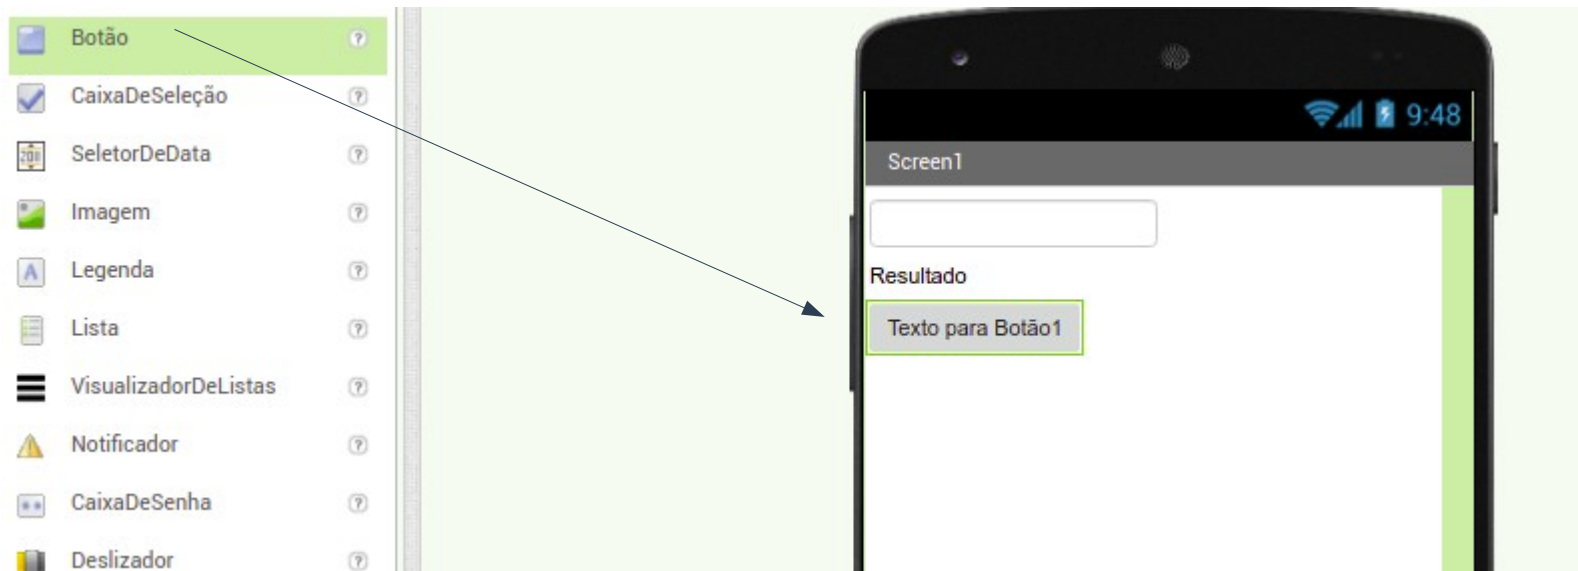 Botão
CaixaDeSeleção
SeletorDeData
Imagem
Legenda
Lista
VisualizadorDeListas
Notificador
CaixaDeSenha
Deslizador
9:48
Screen1
Resultado
Texto para Botão1